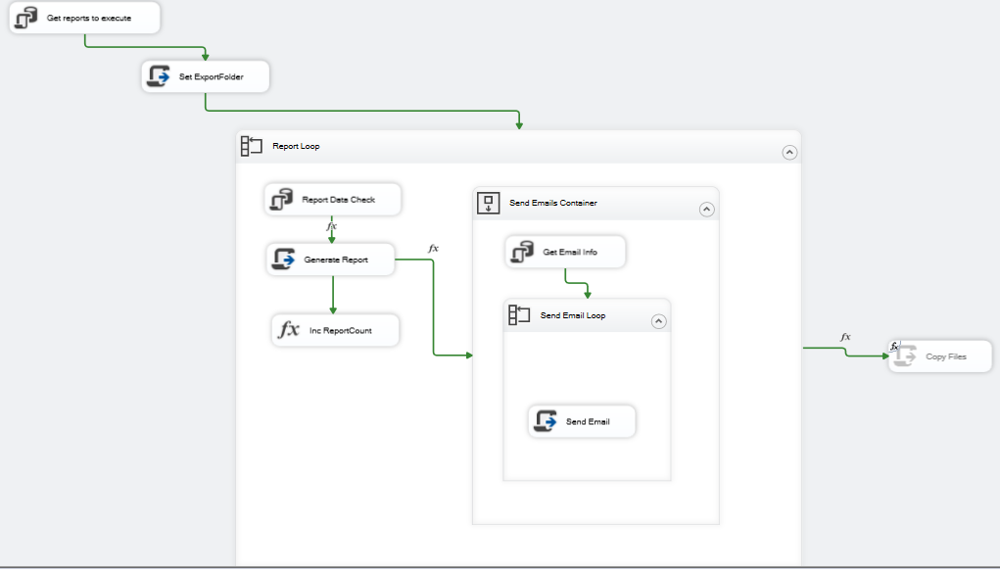 Get reports to execute
Set ExportFolder
Report Loop
Report Data Check
fx
Generate Report
fx
fx Inc ReportCount
Send Emails Container
Get Email Info
Send Email Loop
Send Email
fx
fx
Copy Files